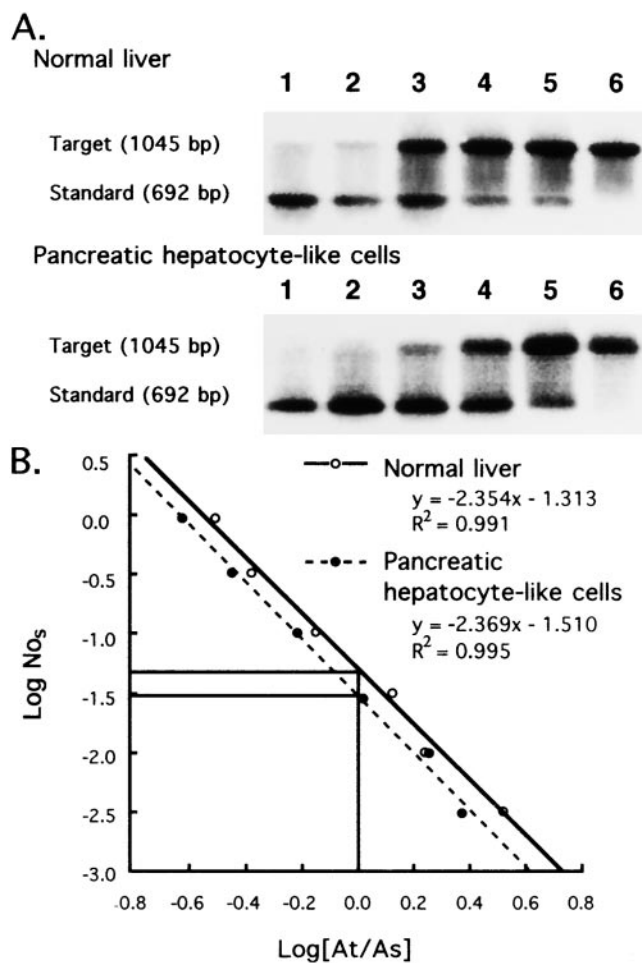 A.
Normal liver
1 2 3 4 5 6
Target (1045 bp)
Standard (692 bp)
Pancreatic hepatocyte-like cells
1 2 3 4 5 6
Target (1045 bp)
Standard (692 bp)
B.
Normal liver
y = -2.354x - 1.313
R² = 0.991
Pancreatic
hepatocyte-like cells
y = -2.369x - 1.510
R² = 0.995
Log No₅
0.5
0.0
-0.5
-1.0
-1.5
-2.0
-2.5
-3.0
-0.8 -0.6 -0.4 -0.2 0.0 0.2 0.4 0.6 0.8
Log[At/As]